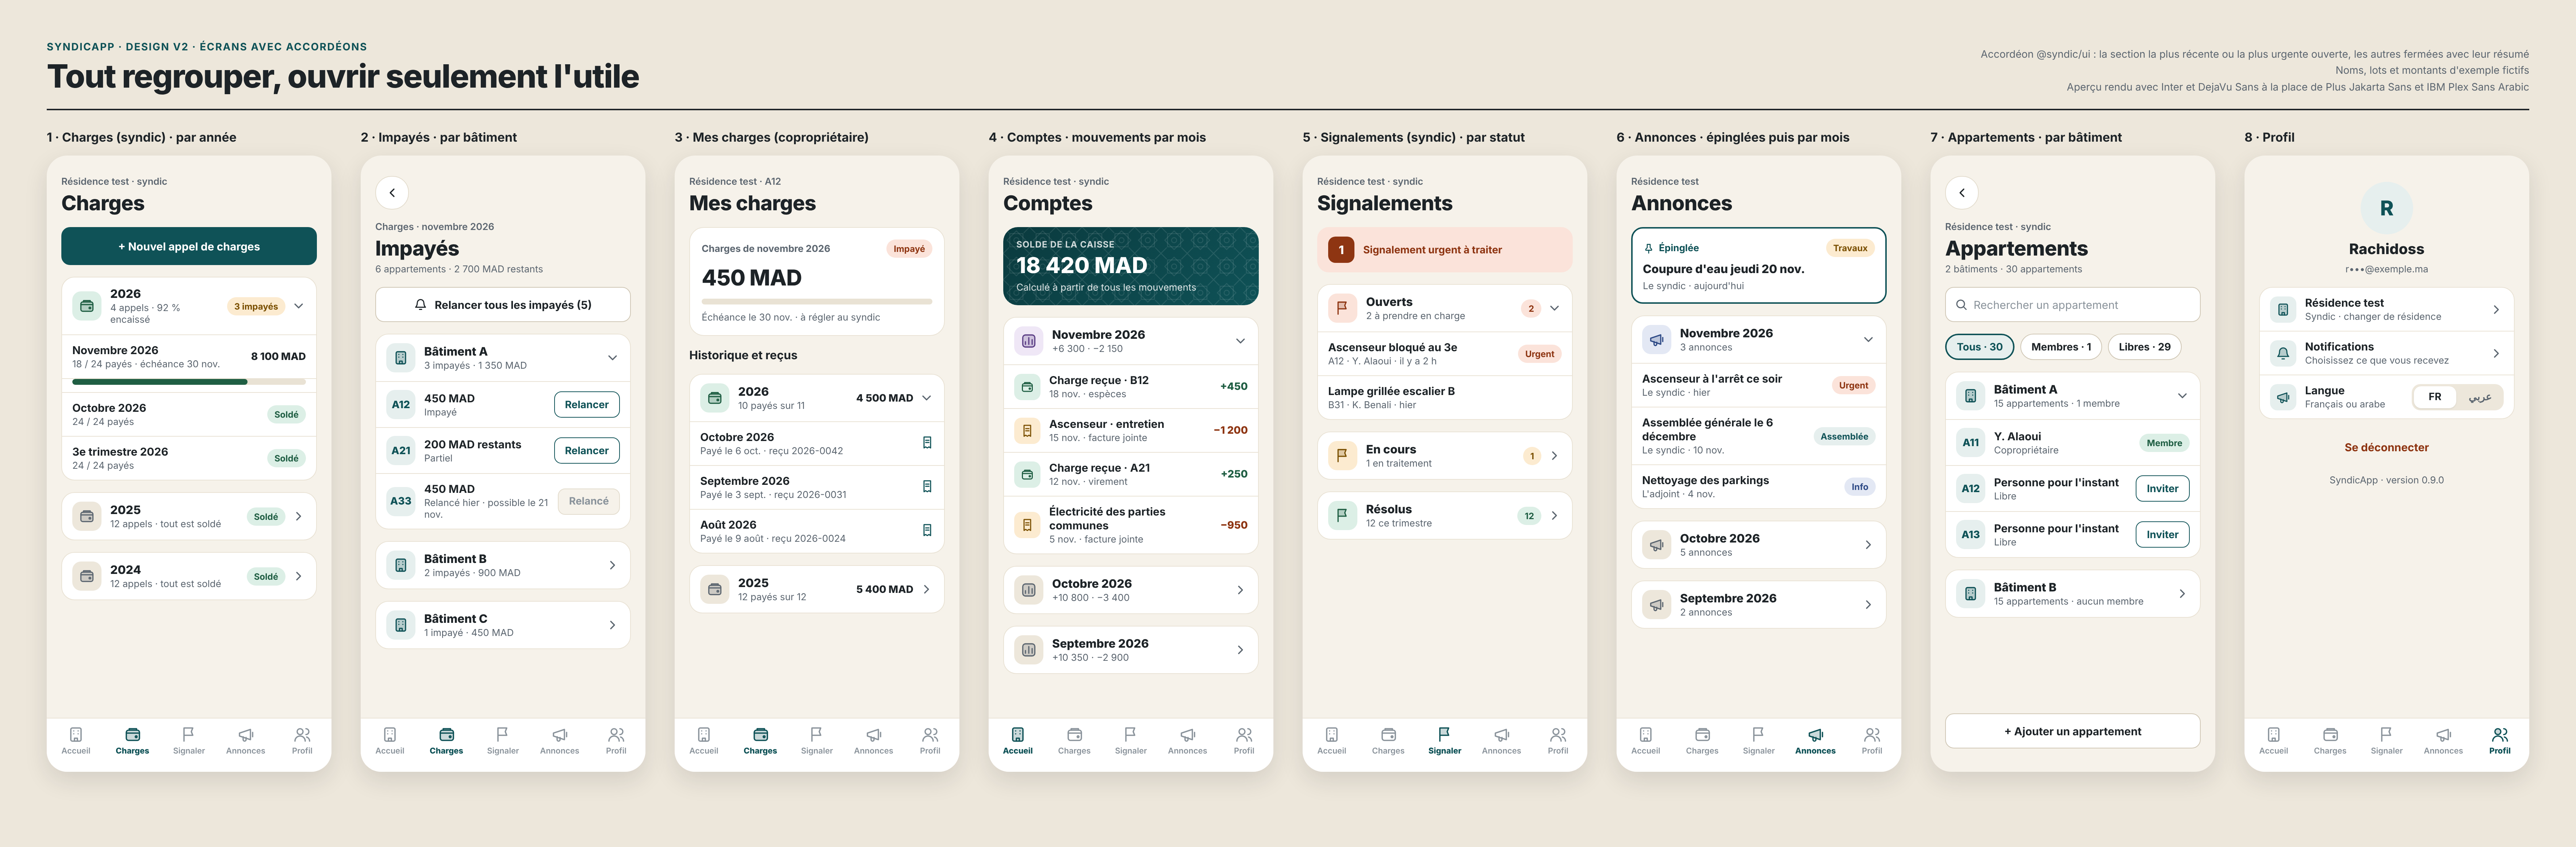 SYNDICAPP · DESIGN V2 · ÉCRANS AVEC ACCORDÉONS
Tout regrouper, ouvrir seulement l'utile
Accordéon @syndic/ui : la section la plus récente ou la plus urgente ouverte, les autres fermées avec leur résumé
Noms, lots et montants d'exemple fictifs
Aperçu rendu avec Inter et DejaVu Sans à la place de Plus Jakarta Sans et IBM Plex Sans Arabic
1 · Charges (syndic) · par année
Résidence test · syndic
Charges
+ Nouvel appel de charges
2026
4 appels · 92 %
encaissé
3 impayés
Novembre 2026
18 / 24 payés · échéance 30 nov.
8 100 MAD
Octobre 2026
24 / 24 payés
Soldé
3e trimestre 2026
24 / 24 payés
Soldé
2025
12 appels · tout est soldé
Soldé
2024
12 appels · tout est soldé
Soldé
Accueil
Charges
Signaler
Annonces
Profil
2 · Impayés · par bâtiment
Charges · novembre 2026
Impayés
6 appartements · 2 700 MAD restants
Relancer tous les impayés (5)
Bâtiment A
3 impayés · 1 350 MAD
A12
450 MAD
Impayé
Relancer
A21
200 MAD restants
Partiel
Relancer
A33
450 MAD
Relancé hier · possible le 21
nov.
Relancé
Bâtiment B
2 impayés · 900 MAD
Bâtiment C
1 impayé · 450 MAD
Accueil
Charges
Signaler
Annonces
Profil
3 · Mes charges (copropriétaire)
Résidence test · A12
Mes charges
Charges de novembre 2026
Impayé
450 MAD
Échéance le 30 nov. · à régler au syndic
Historique et reçus
2026
10 payés sur 11
4 500 MAD
Octobre 2026
Payé le 6 oct. · reçu 2026-0042
Septembre 2026
Payé le 3 sept. · reçu 2026-0031
Août 2026
Payé le 9 août · reçu 2026-0024
2025
12 payés sur 12
5 400 MAD
Accueil
Charges
Signaler
Annonces
Profil
4 · Comptes · mouvements par mois
Résidence test · syndic
Comptes
SOLDE DE LA CAISSE
18 420 MAD
Calculé à partir de tous les mouvements
Novembre 2026
+6 300 · −2 150
Charge reçue · B12
18 nov. · espèces
+450
Ascenseur · entretien
15 nov. · facture jointe
−1 200
Charge reçue · A21
12 nov. · virement
+250
Électricité des parties
communes
5 nov. · facture jointe
−950
Octobre 2026
+10 800 · −3 400
Septembre 2026
+10 350 · −2 900
Accueil
Charges
Signaler
Annonces
Profil
5 · Signalements (syndic) · par statut
Résidence test · syndic
Signalements
1
Signalement urgent à traiter
Ouverts
2 à prendre en charge
2
Ascenseur bloqué au 3e
A12 · Y. Alaoui · il y a 2 h
Urgent
Lampe grillée escalier B
B31 · K. Benali · hier
En cours
1 en traitement
1
Résolus
12 ce trimestre
12
Accueil
Charges
Signaler
Annonces
Profil
6 · Annonces · épinglées puis par mois
Résidence test
Annonces
Épinglée
Travaux
Coupure d'eau jeudi 20 nov.
Le syndic · aujourd'hui
Novembre 2026
3 annonces
Ascenseur à l'arrêt ce soir
Le syndic · hier
Urgent
Assemblée générale le 6
décembre
Le syndic · 10 nov.
Assemblée
Nettoyage des parkings
L'adjoint · 4 nov.
Info
Octobre 2026
5 annonces
Septembre 2026
2 annonces
Accueil
Charges
Signaler
Annonces
Profil
7 · Appartements · par bâtiment
Résidence test · syndic
Appartements
2 bâtiments · 30 appartements
Rechercher un appartement
Tous · 30
Membres · 1
Libres · 29
Bâtiment A
15 appartements · 1 membre
A11
Y. Alaoui
Copropriétaire
Membre
A12
Personne pour l'instant
Libre
Inviter
A13
Personne pour l'instant
Libre
Inviter
Bâtiment B
15 appartements · aucun membre
+ Ajouter un appartement
8 · Profil
R
Rachidoss
r•••@exemple.ma
Résidence test
Syndic · changer de résidence
Notifications
Choisissez ce que vous recevez
Langue
Français ou arabe
FR
عربي
Se déconnecter
SyndicApp · version 0.9.0
Accueil
Charges
Signaler
Annonces
Profil